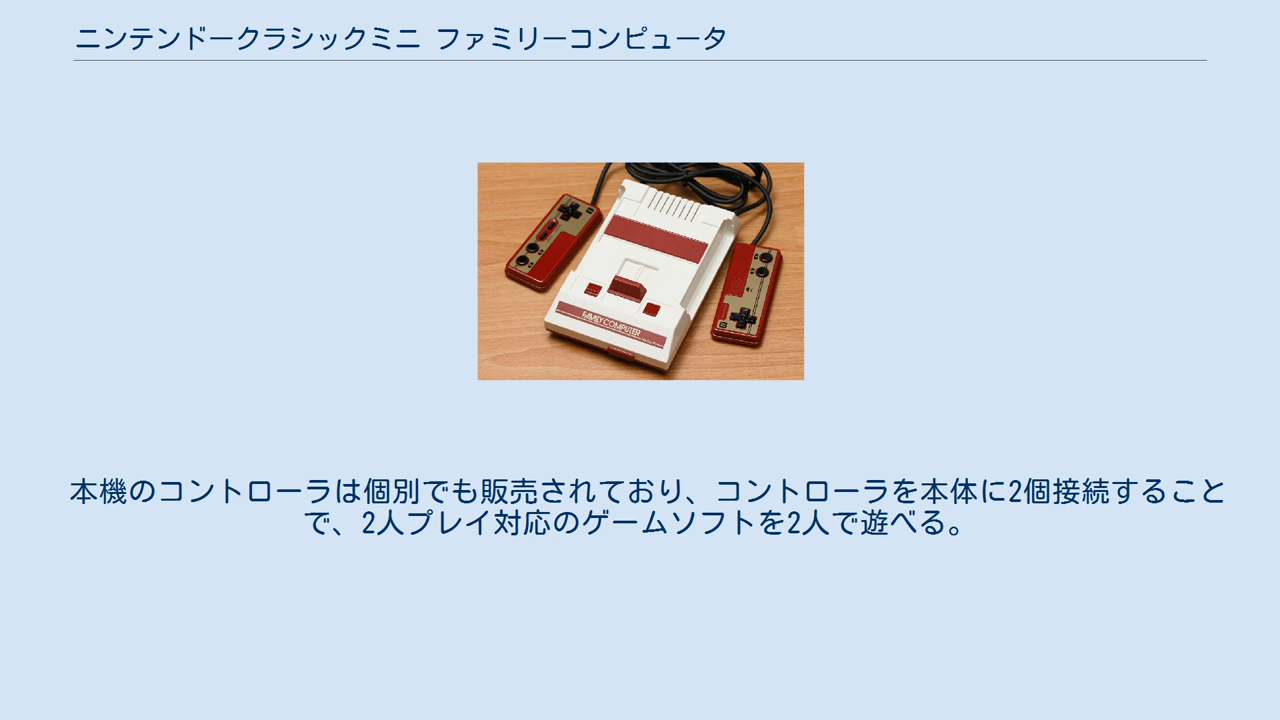 ニンテンドークラシックミニ ファミリーコンピュータ
FAMILY COMPUTER
本機のコントローラは個別でも販売されており、コントローラを本体に2個接続すること
で、2人プレイ対応のゲームソフトを2人で遊べる。